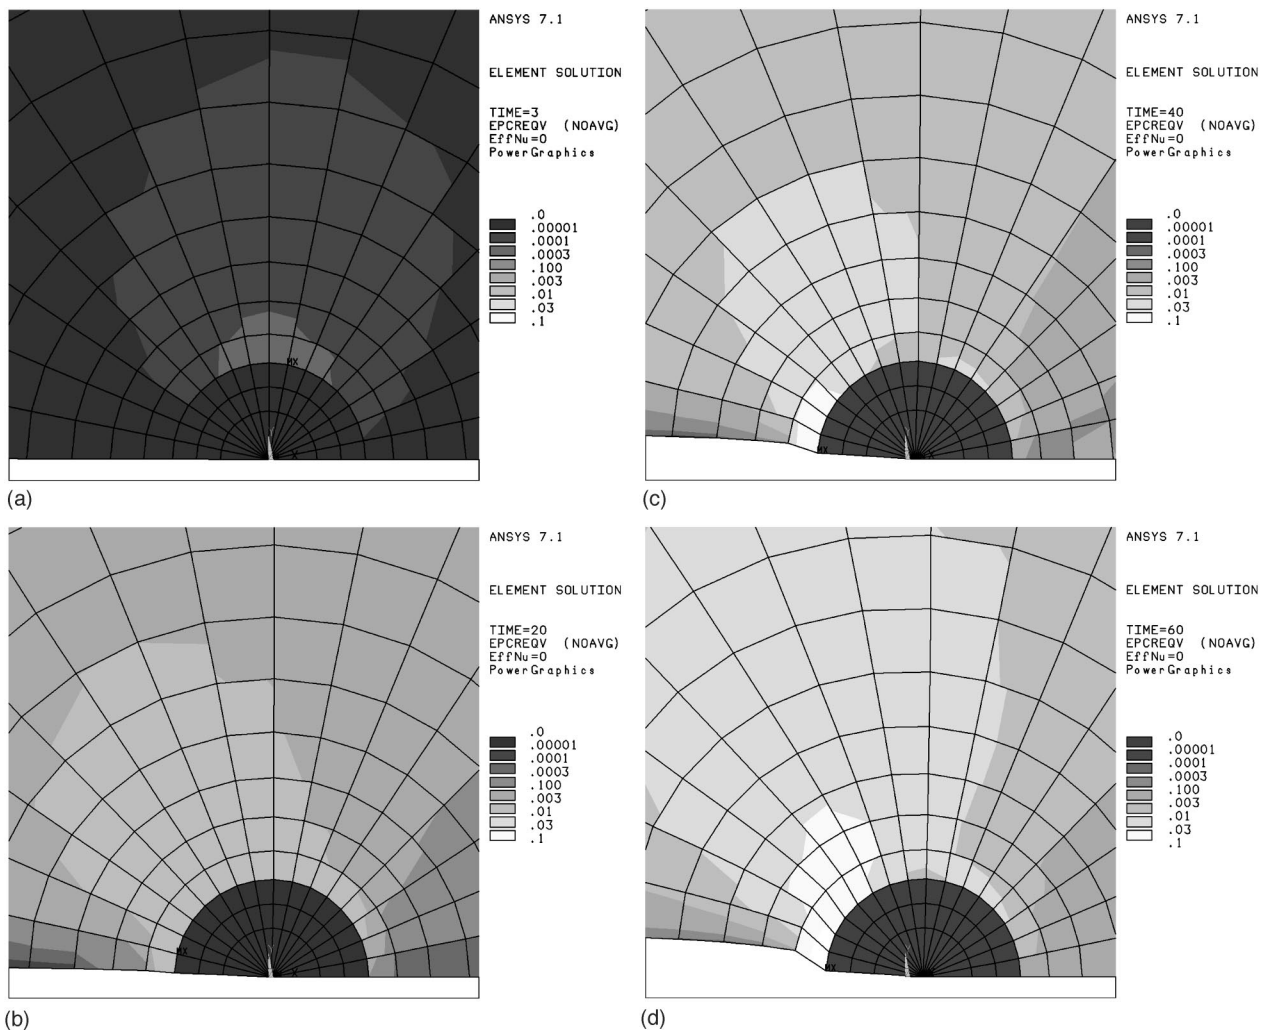 ANSYS 7.1
ELEMENT SOLUTION
TIME=3
EPCREQV (NOAVG)
EffNu=0
PowerGraphics
.0
.00001
.0001
.0003
.100
.003
.01
.03
.1
MX
X
(a)
ANSYS 7.1
ELEMENT SOLUTION
TIME=40
EPCREQV (NOAVG)
EffNu=0
PowerGraphics
.0
.00001
.0001
.0003
.100
.003
.01
.03
.1
MX
X
(c)
ANSYS 7.1
ELEMENT SOLUTION
TIME=20
EPCREQV (NOAVG)
EffNu=0
PowerGraphics
.0
.00001
.0001
.0003
.100
.003
.01
.03
.1
MX
X
(b)
ANSYS 7.1
ELEMENT SOLUTION
TIME=60
EPCREQV (NOAVG)
EffNu=0
PowerGraphics
.0
.00001
.0001
.0003
.100
.003
.01
.03
.1
MX
(d)